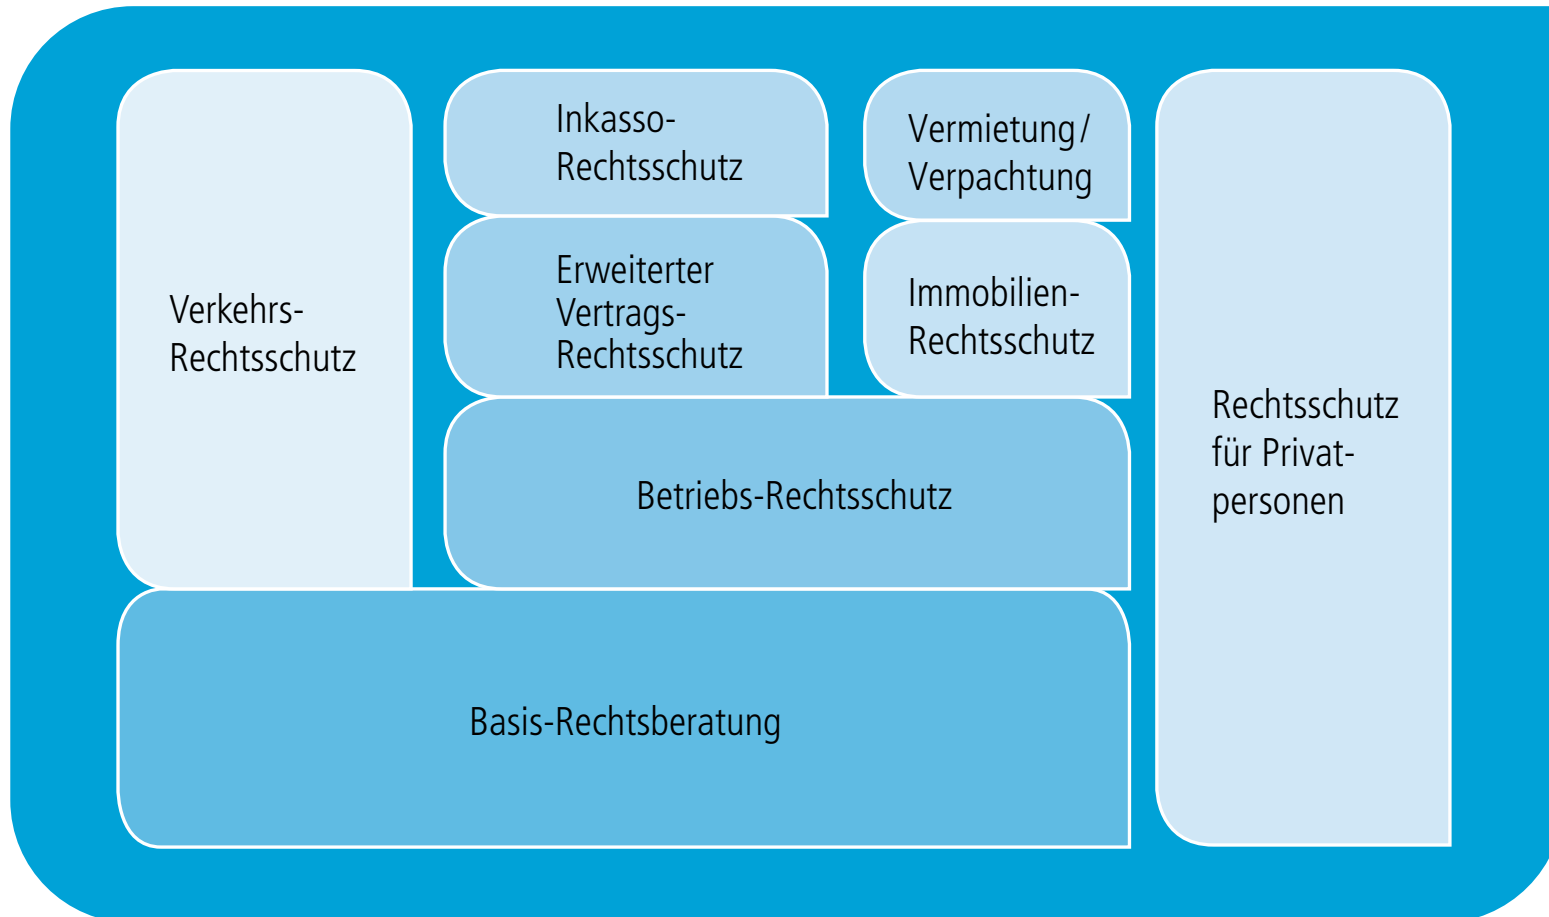 Inkasso-
Rechtsschutz
Vermietung/
Verpachtung
Verkehrs-
Rechtsschutz
Erweiterter
Vertrags-
Rechtsschutz
Immobilien-
Rechtsschutz
Rechtsschutz
für Privat-
personen
Betriebs-Rechtsschutz
Basis-Rechtsberatung